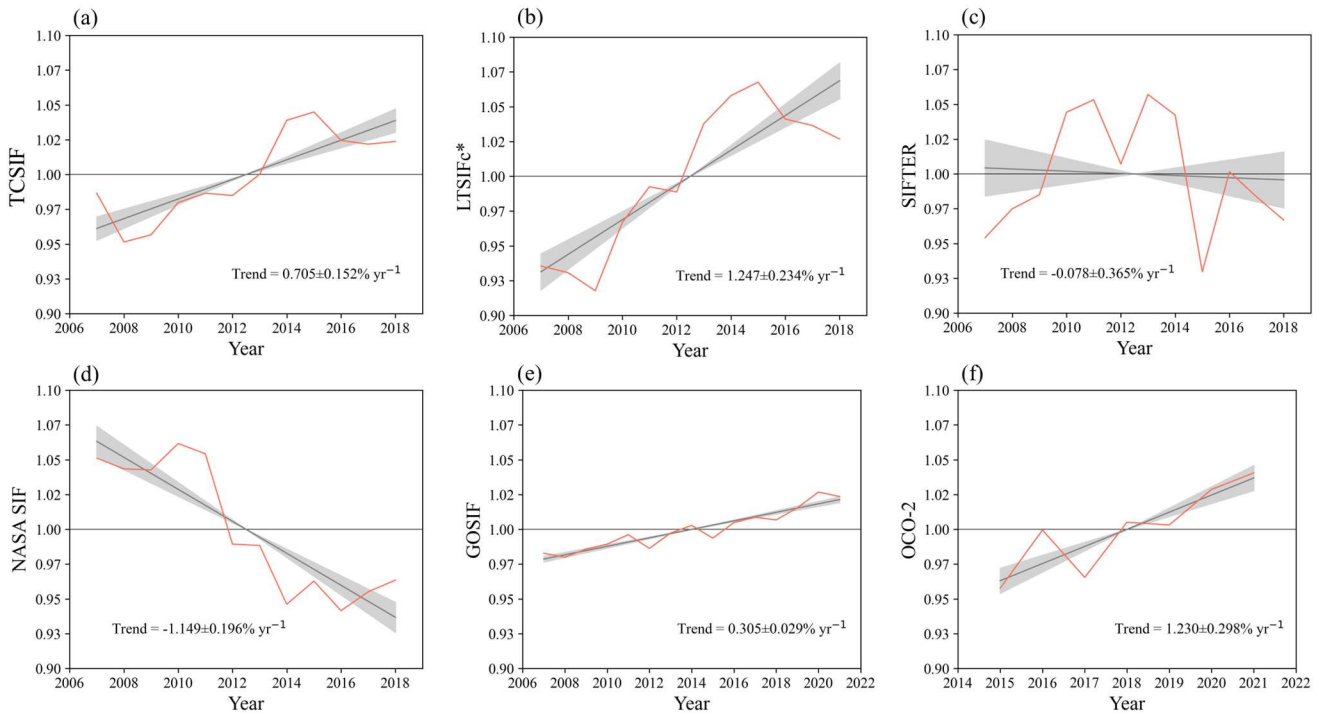 (a)
TCSIF
1.10
1.07
1.05
1.02
1.00
0.97
0.95
0.93
0.90
Trend = 0.705±0.152% yr⁻¹
2006 2008 2010 2012 2014 2016 2018
Year
(b)
LTSIFc*
1.10
1.07
1.05
1.02
1.00
0.97
0.95
0.93
0.90
Trend = 1.247±0.234% yr⁻¹
2006 2008 2010 2012 2014 2016 2018
Year
(c)
SIFTER
1.10
1.07
1.05
1.02
1.00
0.97
0.95
0.93
0.90
Trend = -0.078±0.365% yr⁻¹
2006 2008 2010 2012 2014 2016 2018
Year
(d)
NASA SIF
1.10
1.07
1.05
1.02
1.00
0.97
0.95
0.93
0.90
Trend = -1.149±0.196% yr⁻¹
2006 2008 2010 2012 2014 2016 2018
Year
(e)
GOSIF
1.10
1.07
1.05
1.02
1.00
0.97
0.95
0.93
0.90
Trend = 0.305±0.029% yr⁻¹
2006 2008 2010 2012 2014 2016 2018 2020 2022
Year
(f)
OCO-2
1.10
1.07
1.05
1.02
1.00
0.97
0.95
0.93
0.90
Trend = 1.230±0.298% yr⁻¹
2014 2015 2016 2017 2018 2019 2020 2021 2022
Year